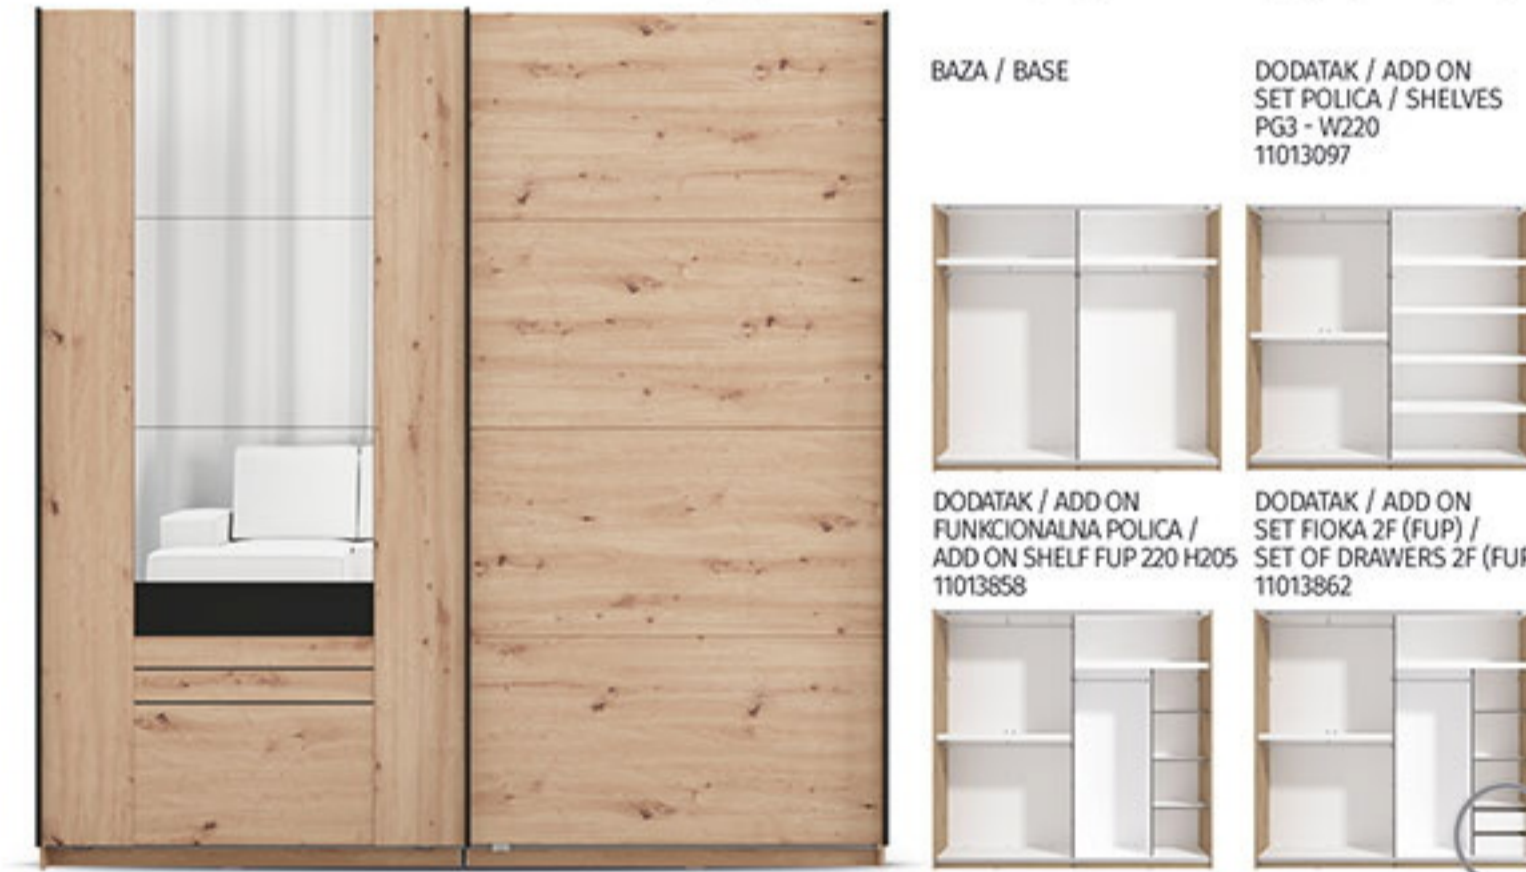 BAZA / BASE
DODATAK / ADD ON
SET POLICA / SHELVES
PG3 - W220
11013097
DODATAK / ADD ON
FUNKCIONALNA POLICA /
ADD ON SHELF FUP 220 H205
11013858
DODATAK / ADD ON
SET FIOKA 2F (FUP) /
SET OF DRAWERS 2F (FUP
11013862